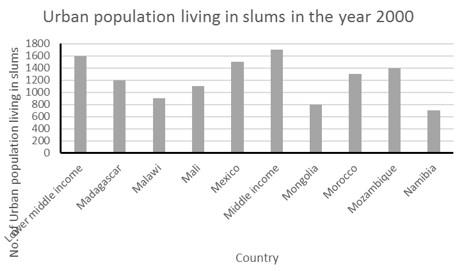 Urban population living in slums in the year 2000
No. of Urban population living in slums
1800
1600
1400
1200
1000
800
600
400
200
0
Lower middle income
Madagascar
Malawi
Mali
Mexico
Middle income
Mongolia
Morocco
Mozambique
Namibia
Country